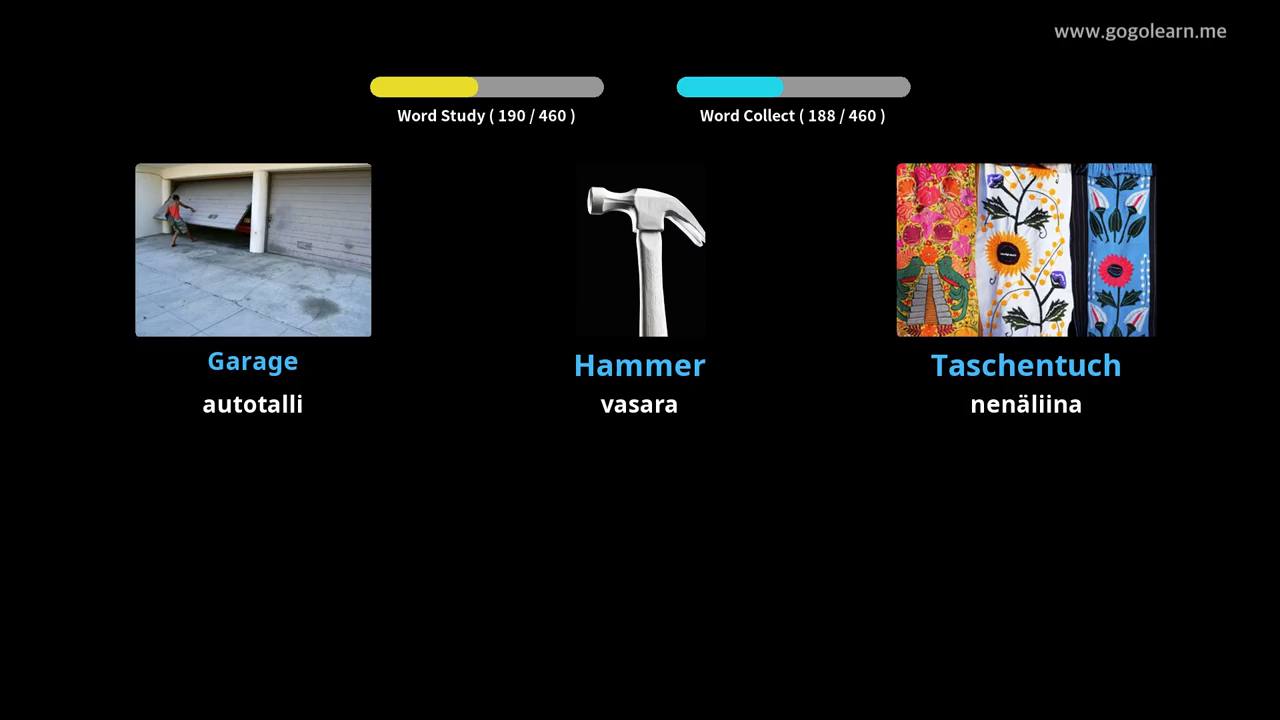 www.gogolearn.me
Word Study ( 190 / 460 )
Word Collect ( 188 / 460 )
Garage
autotalli
Hammer
vasara
Taschentuch
nenäliina